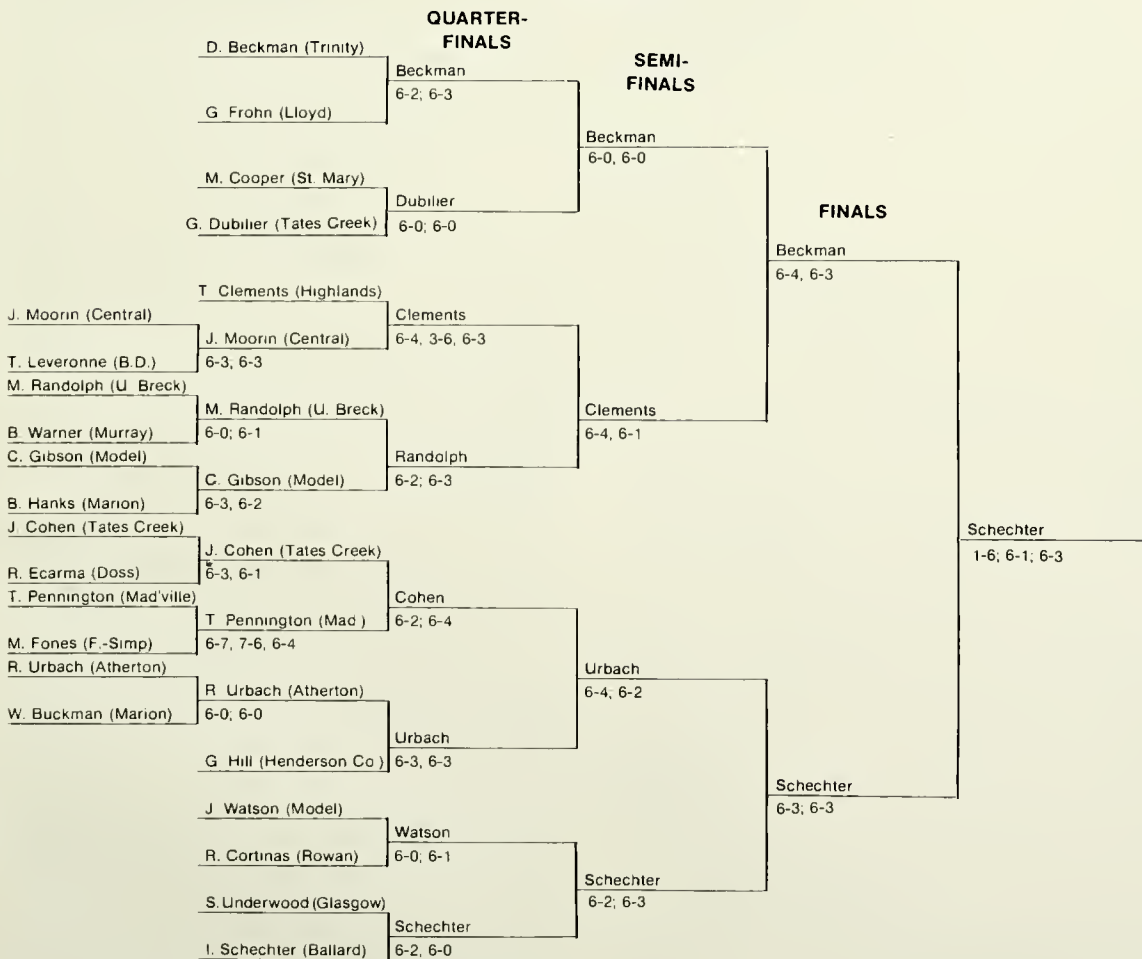 QUARTER-
FINALS
SEMI-
FINALS
FINALS
D. Beckman (Trinity)
G Frohn (Lloyd)
M. Cooper (St. Mary)
G. Dubilier (Tates Creek)
T Clements (Highlands)
J. Moorin (Central)
T. Leveronne (B.D.)
J. Moorin (Central)
6-3, 6-3
M. Randolph (U Breck)
B. Warner (Murray)
M. Randolph (U. Breck)
6-0; 6-1
C. Gibson (Model)
B. Hanks (Marion)
C. Gibson (Model)
6-3, 6-2
J. Cohen (Tates Creek)
R. Ecarma (Doss)
J. Cohen (Tates Creek)
6-3, 6-1
T. Pennington (Mad'ville)
M. Fones (F.-Simp)
T Pennington (Mad )
6-7, 7-6, 6-4
R. Urbach (Atherton)
W. Buckman (Marion)
R Urbach (Atherton)
6-0; 6-0
G Hill (Henderson Co )
J Watson (Model)
R. Cortinas (Rowan)
S. Underwood (Glasgow)
I. Schechter (Ballard)
Beckman
6-2; 6-3
Dubilier
6-0; 6-0
Clements
6-4, 3-6, 6-3
Randolph
6-2; 6-3
Cohen
6-2; 6-4
Urbach
6-3, 6-3
Watson
6-0; 6-1
Schechter
6-2, 6-0
Beckman
6-0, 6-0
Clements
6-4, 6-1
Urbach
6-4, 6-2
Schechter
6-2; 6-3
Beckman
6-4, 6-3
Schechter
6-3; 6-3
Schechter
1-6; 6-1; 6-3